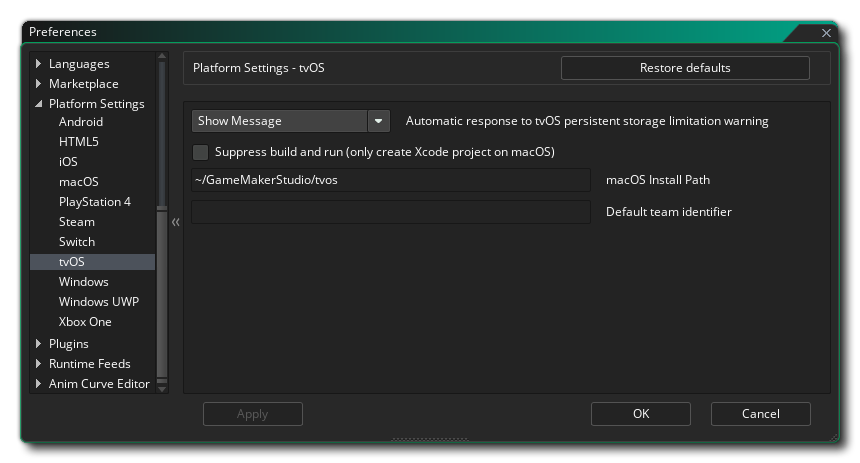 Preferences
Languages
Marketplace
Platform Settings
Android
HTML5
iOS
macOS
PlayStation 4
Steam
Switch
tvOS
Windows
Windows UWP
Xbox One
Plugins
Runtime Feeds
Anim Curve Editor
Platform Settings - tvOS
Restore defaults
Show Message
Automatic response to tvOS persistent storage limitation warning
Suppress build and run (only create Xcode project on macOS)
~/GameMakerStudio/tvos
macOS Install Path
Default team identifier
Apply
OK
Cancel